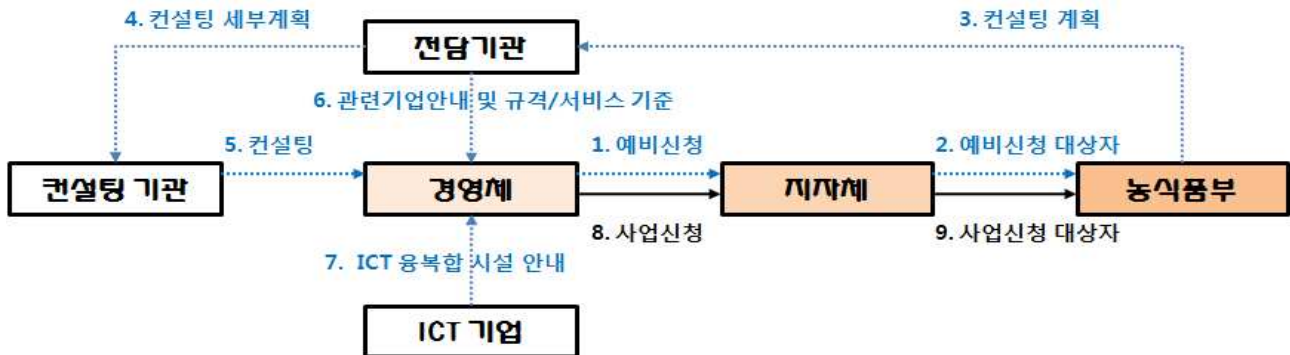 4. 컨설팅 세부계획
3. 컨설팅 계획
전담기관
6. 관련기업안내 및 규격/서비스 기준
5. 컨설팅
1. 예비신청
2. 예비신청 대상자
컨설팅 기관
경영체
지자체
농식품부
8. 사업신청
9. 사업신청 대상자
7. ICT 융복합 시설 안내
ICT 기업